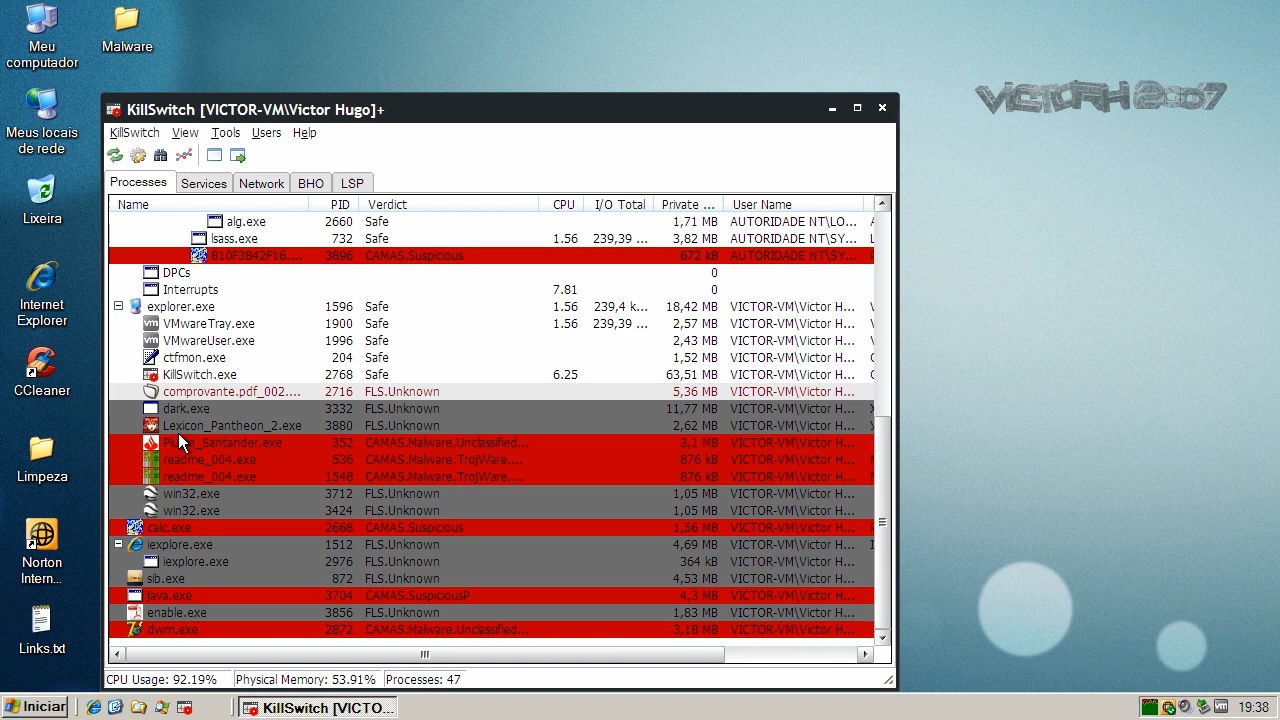 Meu
computador
Malware
Meus locais
de rede
Lixeira
Internet
Explorer
CCleaner
Limpeza
Norton
Intern...
Links.txt
VICTORH 2007
KillSwitch [VICTOR-VM\Victor Hugo]+
KillSwitch View Tools Users Help
Processes Services Network BHO LSP
Name PID Verdict CPU I/O Total Private ... User Name
alg.exe 2660 Safe 1,71 MB AUTORIDADE NT\LO...
lsass.exe 732 Safe 1.56 239,39 ... 3,82 MB AUTORIDADE NT\SY...
B10F3B42F16.... 3896 CAMAS.Suspicious 672 kB AUTORIDADE NT\SY...
DPCs 0
Interrupts 7.81 0
explorer.exe 1596 Safe 1.56 239,4 k... 18,42 MB VICTOR-VM\Victor H...
VMwareTray.exe 1900 Safe 1.56 239,39 ... 2,57 MB VICTOR-VM\Victor H...
VMwareUser.exe 1996 Safe 2,43 MB VICTOR-VM\Victor H...
ctfmon.exe 204 Safe 1,52 MB VICTOR-VM\Victor H...
KillSwitch.exe 2768 Safe 6.25 63,51 MB VICTOR-VM\Victor H...
comprovante.pdf_002.... 2716 FLS.Unknown 5,36 MB VICTOR-VM\Victor H...
dark.exe 3332 FLS.Unknown 11,77 MB VICTOR-VM\Victor H...
Lexicon_Pantheon_2.exe 3880 FLS.Unknown 2,62 MB VICTOR-VM\Victor H...
352 CAMAS.Malware.Unclassified... 3,1 MB VICTOR-VM\Victor H...
readme_004.exe 536 CAMAS.Malware.TrojWare.... 876 kB VICTOR-VM\Victor H...
readme_004.exe 1548 CAMAS.Malware.TrojWare.... 876 kB VICTOR-VM\Victor H...
win32.exe 3712 FLS.Unknown 1,05 MB VICTOR-VM\Victor H...
win32.exe 3424 FLS.Unknown 1,05 MB VICTOR-VM\Victor H...
calc.exe 2668 CAMAS.Suspicious 1,56 MB VICTOR-VM\Victor H...
iexplore.exe 1512 FLS.Unknown 4,69 MB VICTOR-VM\Victor H...
iexplore.exe 2976 FLS.Unknown 364 kB VICTOR-VM\Victor H...
sib.exe 872 FLS.Unknown 4,53 MB VICTOR-VM\Victor H...
java.exe 3704 CAMAS.SuspiciousP 4,3 MB VICTOR-VM\Victor H...
enable.exe 3856 FLS.Unknown 1,83 MB VICTOR-VM\Victor H...
dwm.exe 2872 CAMAS.Malware.Unclassified... 3,18 MB VICTOR-VM\Victor H...
CPU Usage: 92.19% Physical Memory: 53.91% Processes: 47
Iniciar KillSwitch [VICTO... 19:38